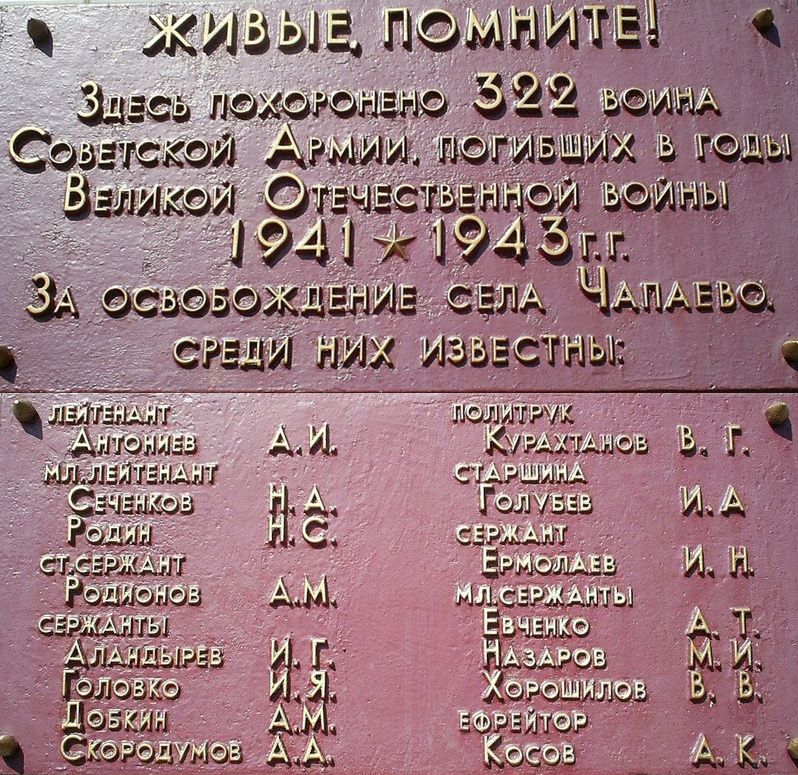 Живые, помните!
Здесь похоронено 322 воина
Советской Армии, погибших в годы
Великой Отечественной войны
1941 ★ 1943 г.г.
За освобождение села Чапаево.
среди них известны:
лейтенант
Антониев А.И.
мл.лейтенант
Сеченков Н.А.
Родин Н.С.
ст.сержант
Родионов А.М.
сержанты
Аландырев И.Г.
Головко И.Я.
Добкин А.М.
Скородумов А.А.
политрук
Курахтанов В.Г.
старшина
Голубев И.А
сержант
Ермолаев И.Н.
мл.сержанты
Евченко А.Т.
Назаров М.И.
Хорошилов В.В.
ефрейтор
Косов А.К.